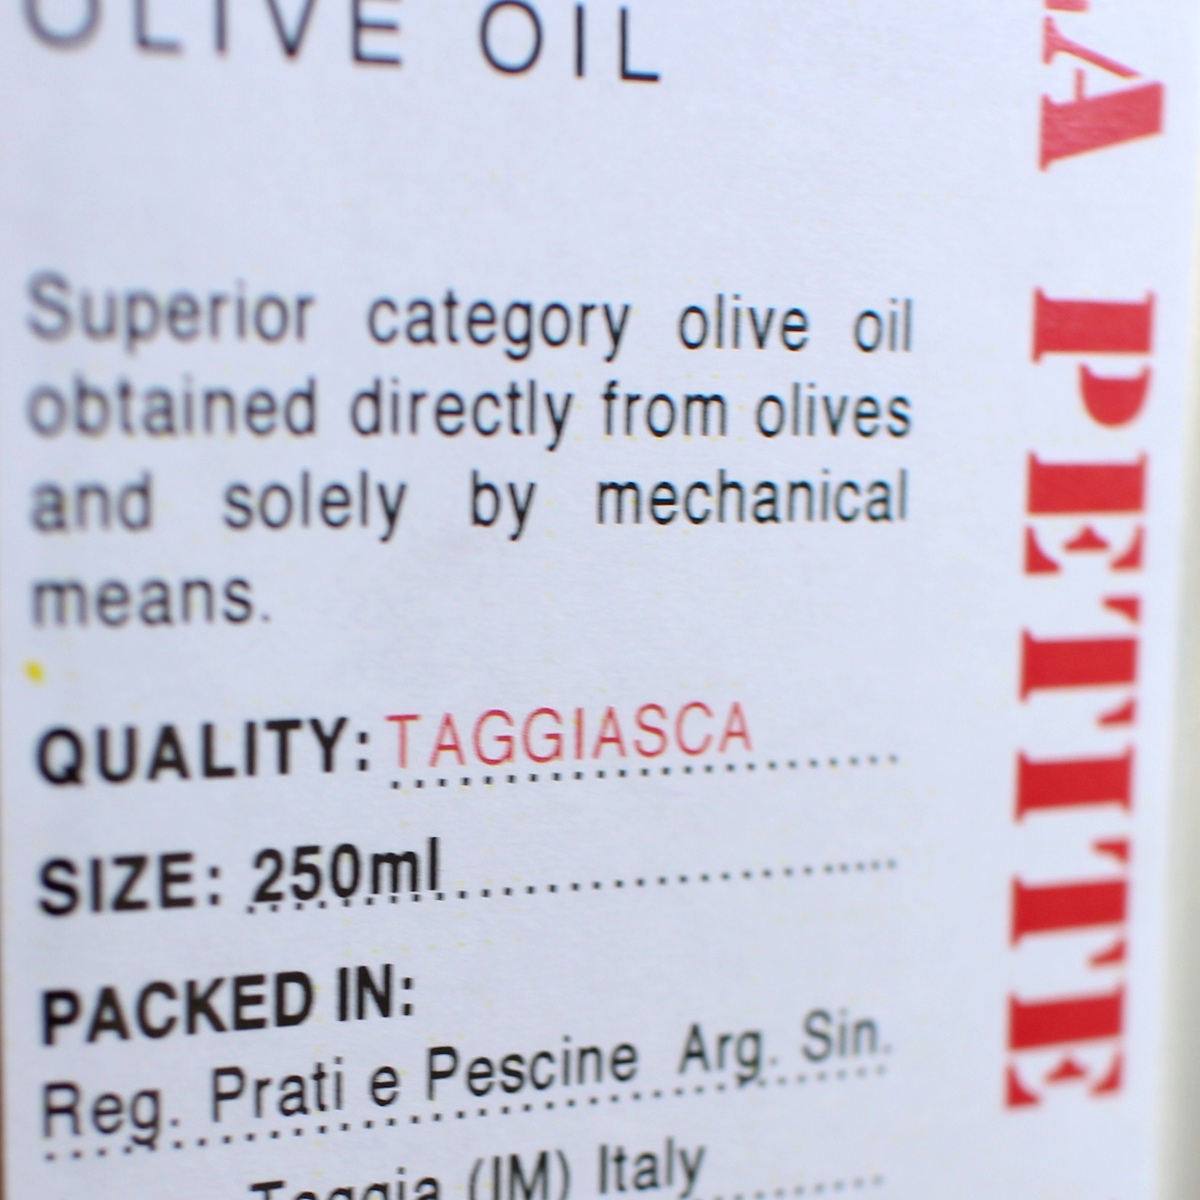 OLIVE OIL
Superior category olive oil
obtained directly from olives
and solely by mechanical
means.
QUALITY: TAGGIASCA
SIZE: 250ml
PACKED IN:
Reg. Prati e Pescine Arg. Sin.
Taggia (IM) Italy
A PETITE